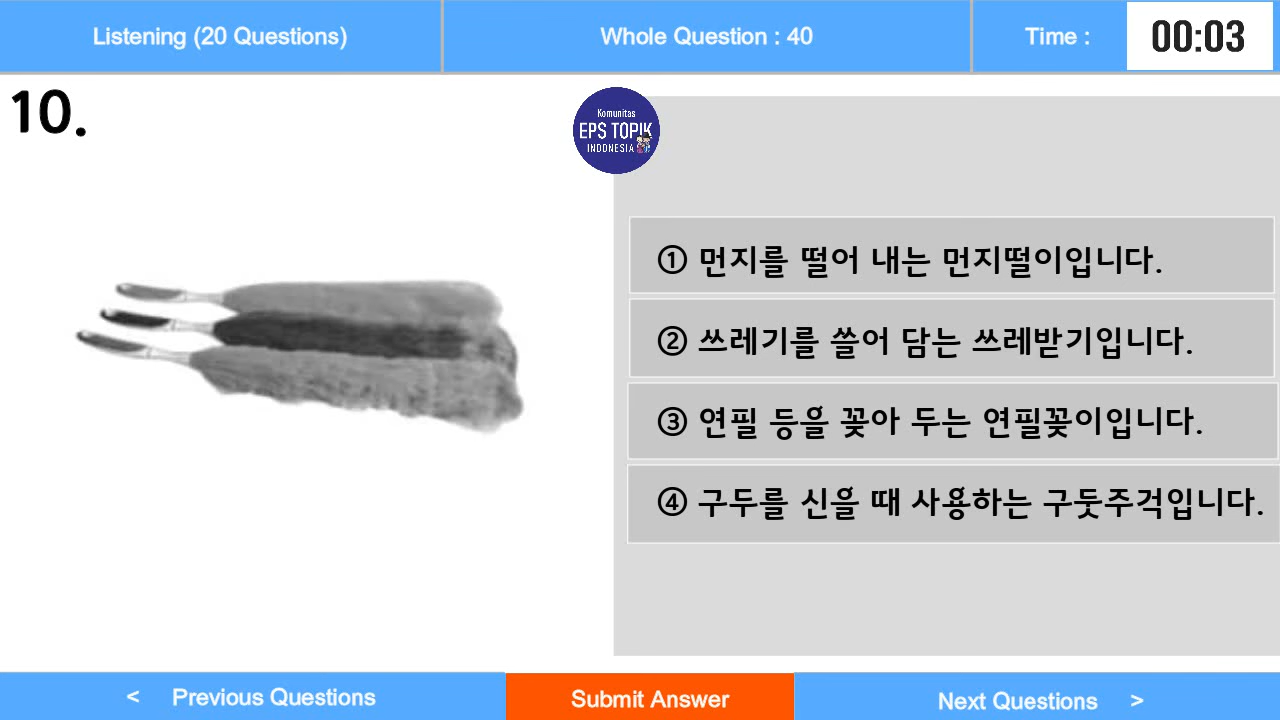 Listening (20 Questions)
Whole Question : 40
Time :
00:03
10.
Komunitas
EPS TOPIK
INDONESIA
① 먼지를 떨어 내는 먼지떨이입니다.
② 쓰레기를 쓸어 담는 쓰레받기입니다.
③ 연필 등을 꽂아 두는 연필꽂이입니다.
④ 구두를 신을 때 사용하는 구둣주걱입니다.
< Previous Questions
Submit Answer
Next Questions >